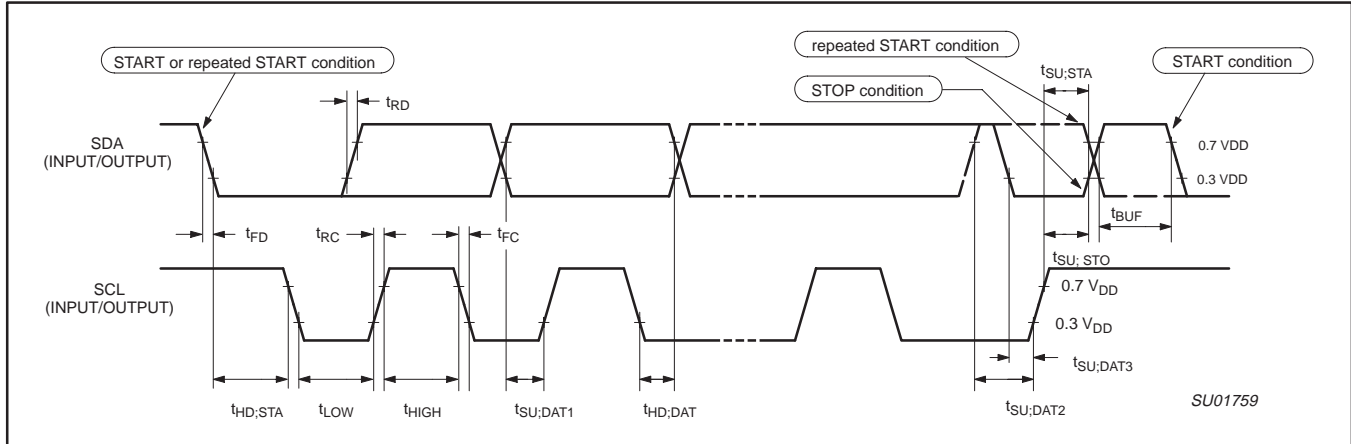 repeated START condition
START or repeated START condition
tSU;STA
START condition
STOP condition
tRD
SDA
(INPUT/OUTPUT)
0.7 VDD
0.3 VDD
tFD
tRC
tFC
tBUF
tSU; STO
SCL
(INPUT/OUTPUT)
0.7 VDD
0.3 VDD
tSU;DAT3
tHD;STA
tLOW
tHIGH
tSU;DAT1
tHD;DAT
tSU;DAT2
SU01759